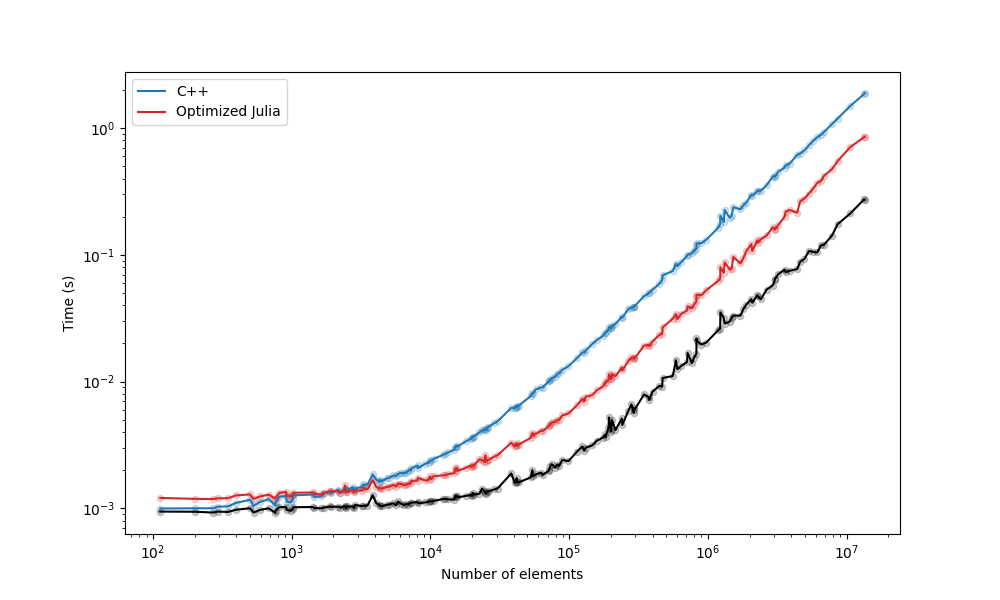 C++
Optimized Julia
Time (s)
10⁰
10⁻¹
10⁻²
10⁻³
10² 10³ 10⁴ 10⁵ 10⁶ 10⁷
Number of elements